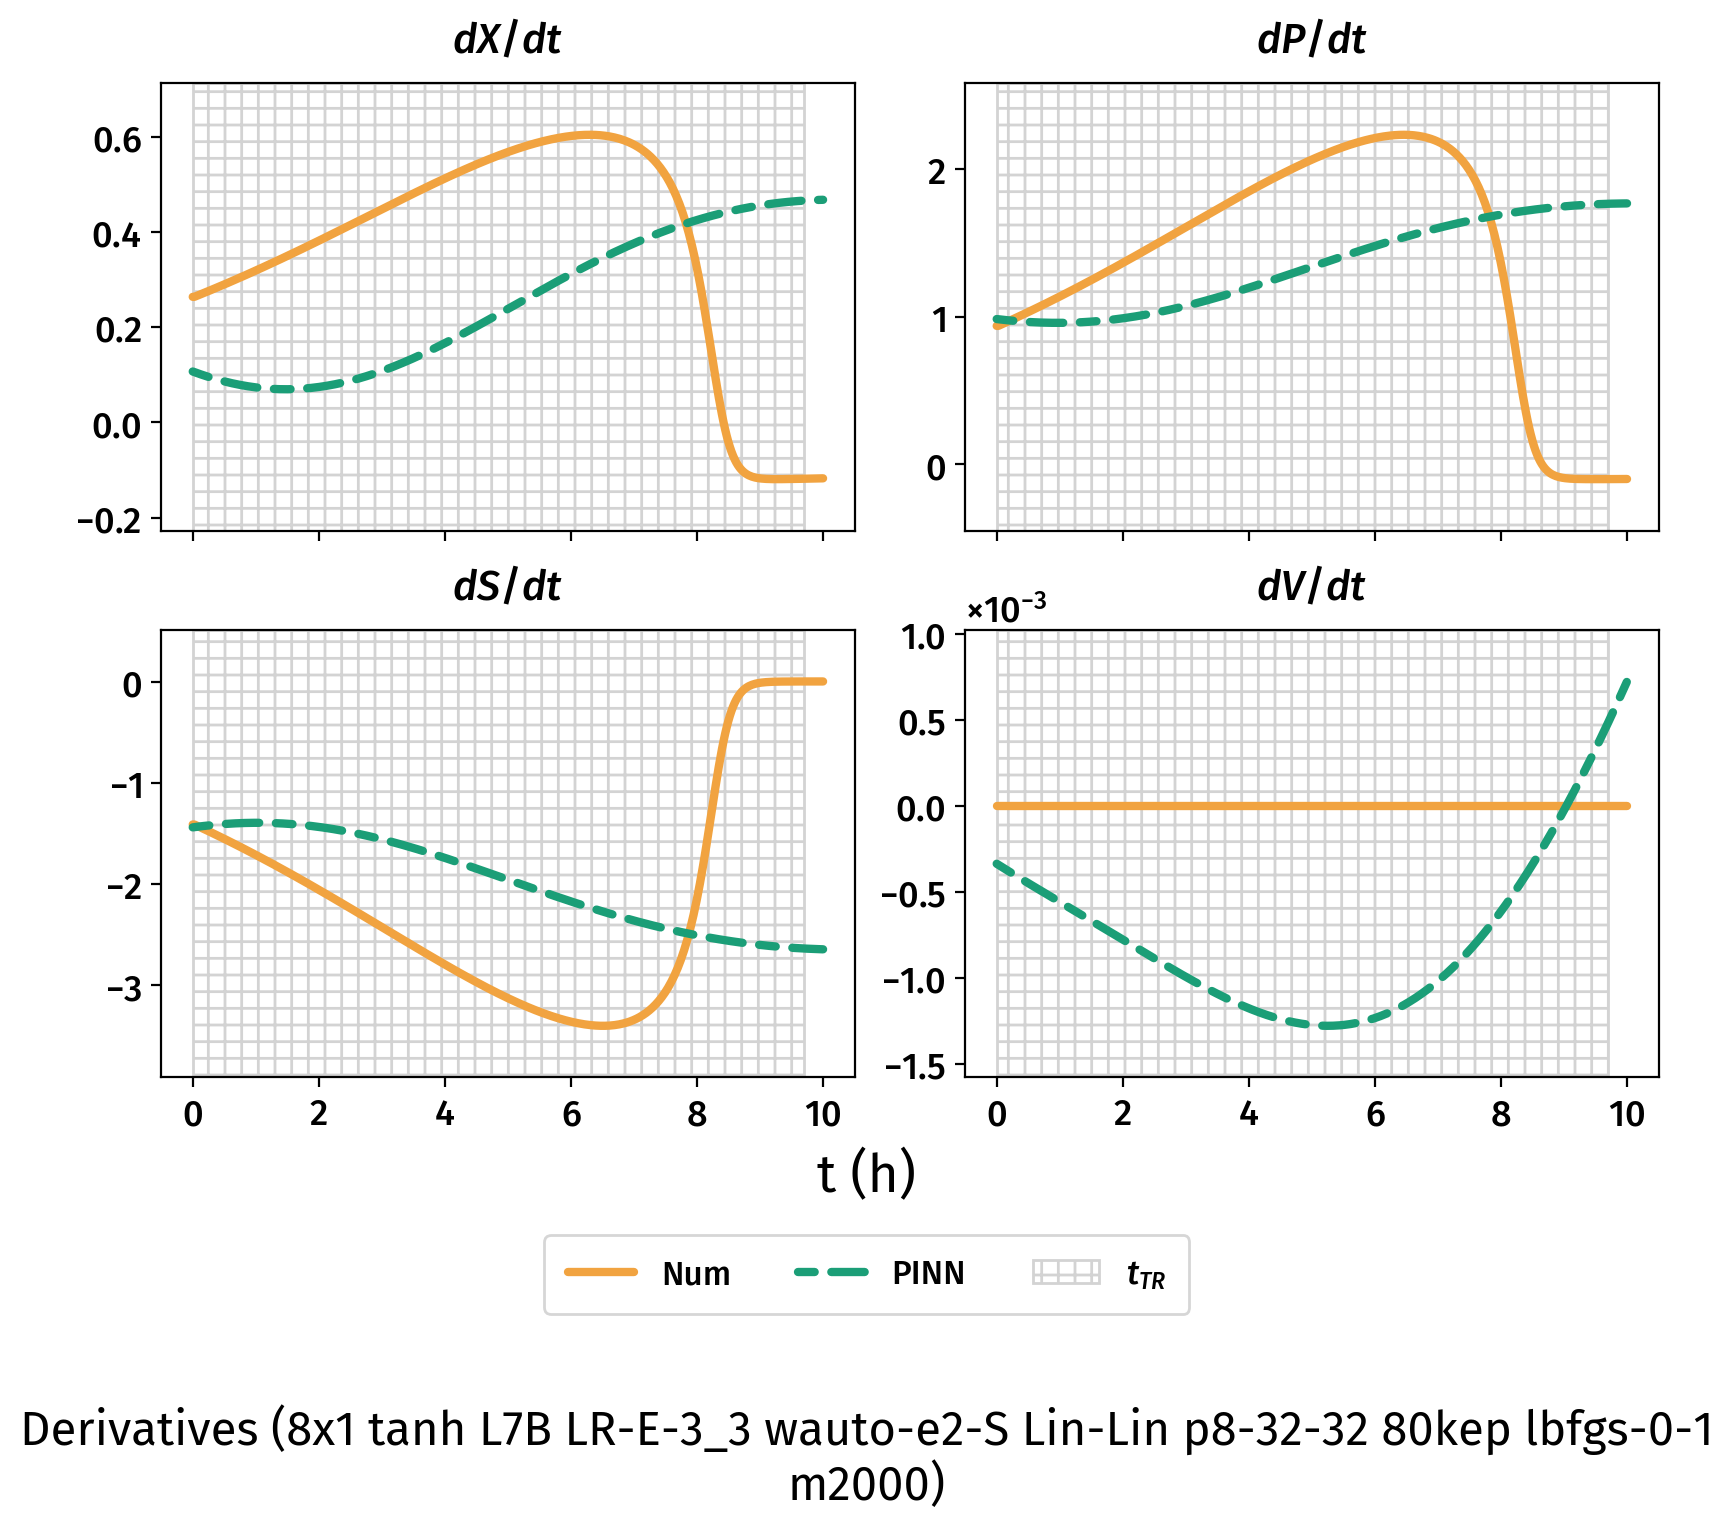 dX/dt
dP/dt
0.6
0.4
0.2
0.0
−0.2
2
1
0
dS/dt
dV/dt
×10⁻³
0
−1
−2
−3
1.0
0.5
0.0
−0.5
−1.0
−1.5
0 2 4 6 8 10
0 2 4 6 8 10
t (h)
Num PINN t_TR
Derivatives (8x1 tanh L7B LR-E-3_3 wauto-e2-S Lin-Lin p8-32-32 80kep lbfgs-0-1
m2000)